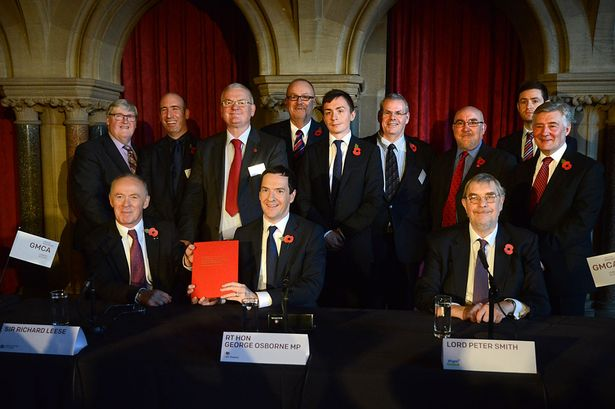 GMCA
GMCA
SIR RICHARD LEESE
RT HON
GEORGE OSBORNE MP
LORD PETER SMITH